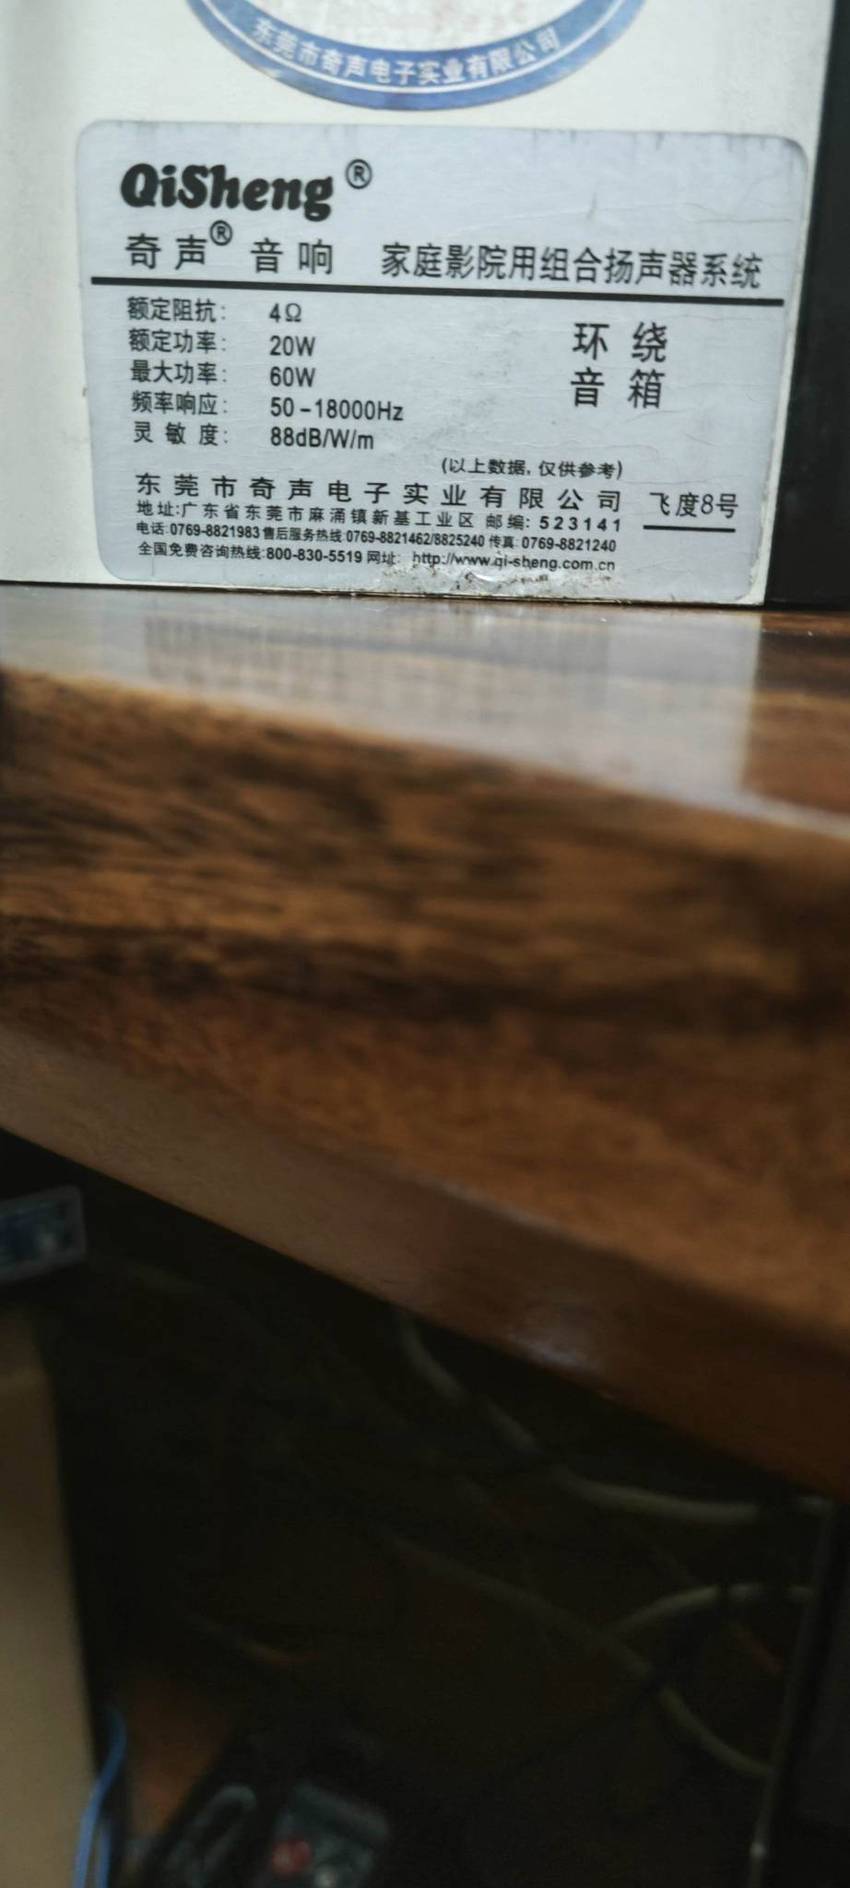 东莞市奇声电子实业有限公司
QiSheng®
奇声® 音响 家庭影院用组合扬声器系统
额定阻抗: 4Ω
额定功率: 20W
最大功率: 60W
频率响应: 50-18000Hz
灵敏度: 88dB/W/m
环绕
音箱
(以上数据,仅供参考)
东莞市奇声电子实业有限公司 飞度8号
地址:广东省东莞市麻涌镇新基工业区 邮编: 523141
电话:0769-8821983售后服务热线:0769-8821462/8825240 传真:0769-8821240
全国免费咨询热线:800-830-5519 网址: http://www.qi-sheng.com.cn